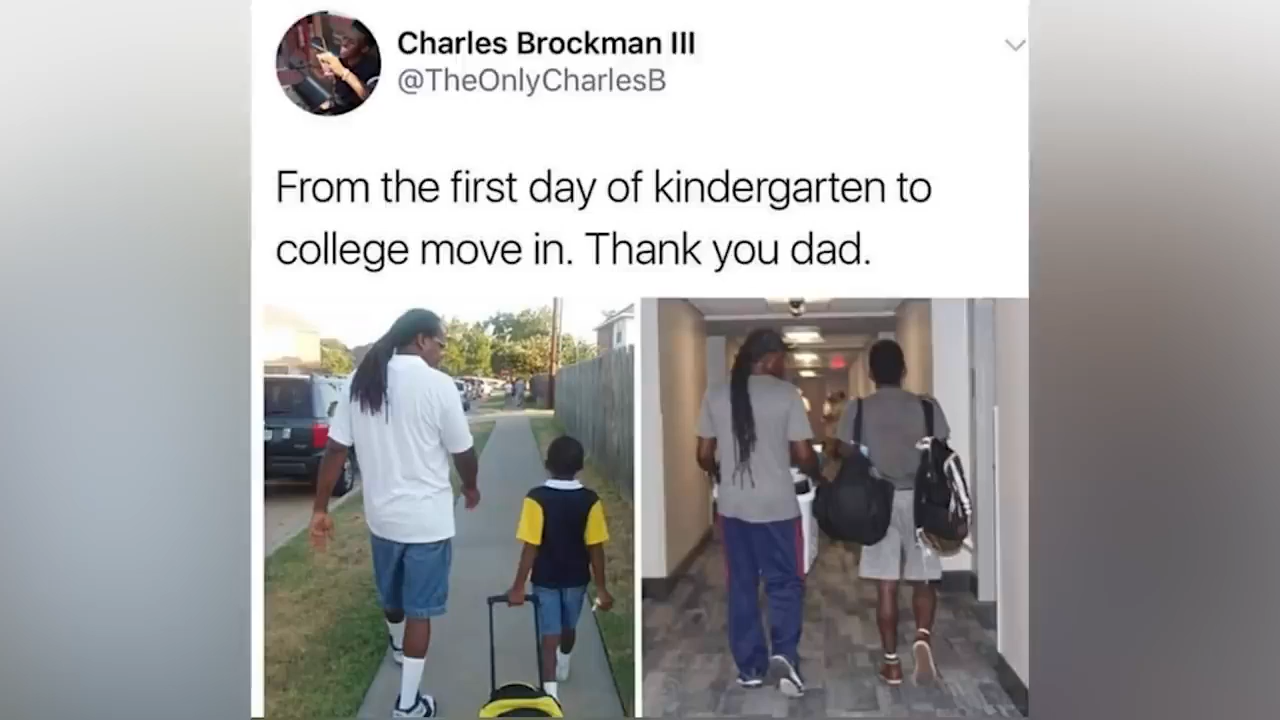 Charles Brockman III
@TheOnlyCharlesB
From the first day of kindergarten to
college move in. Thank you dad.